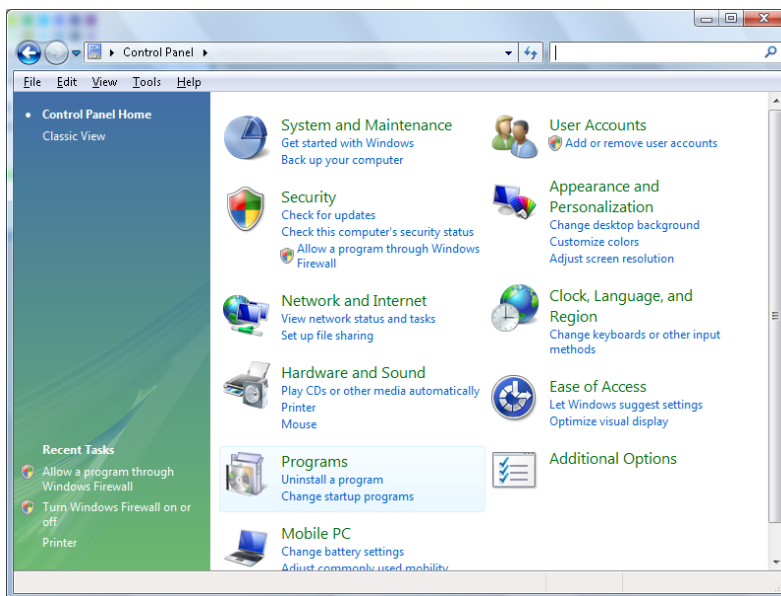 Control Panel
File Edit View Tools Help
Control Panel Home
Classic View
Recent Tasks
Allow a program through
Windows Firewall
Turn Windows Firewall on or
off
Printer
System and Maintenance
Get started with Windows
Back up your computer
Security
Check for updates
Check this computer's security status
Allow a program through Windows
Firewall
Network and Internet
View network status and tasks
Set up file sharing
Hardware and Sound
Play CDs or other media automatically
Printer
Mouse
Programs
Uninstall a program
Change startup programs
Mobile PC
Change battery settings
Adjust commonly used mobility
User Accounts
Add or remove user accounts
Appearance and
Personalization
Change desktop background
Customize colors
Adjust screen resolution
Clock, Language, and
Region
Change keyboards or other input
methods
Ease of Access
Let Windows suggest settings
Optimize visual display
Additional Options